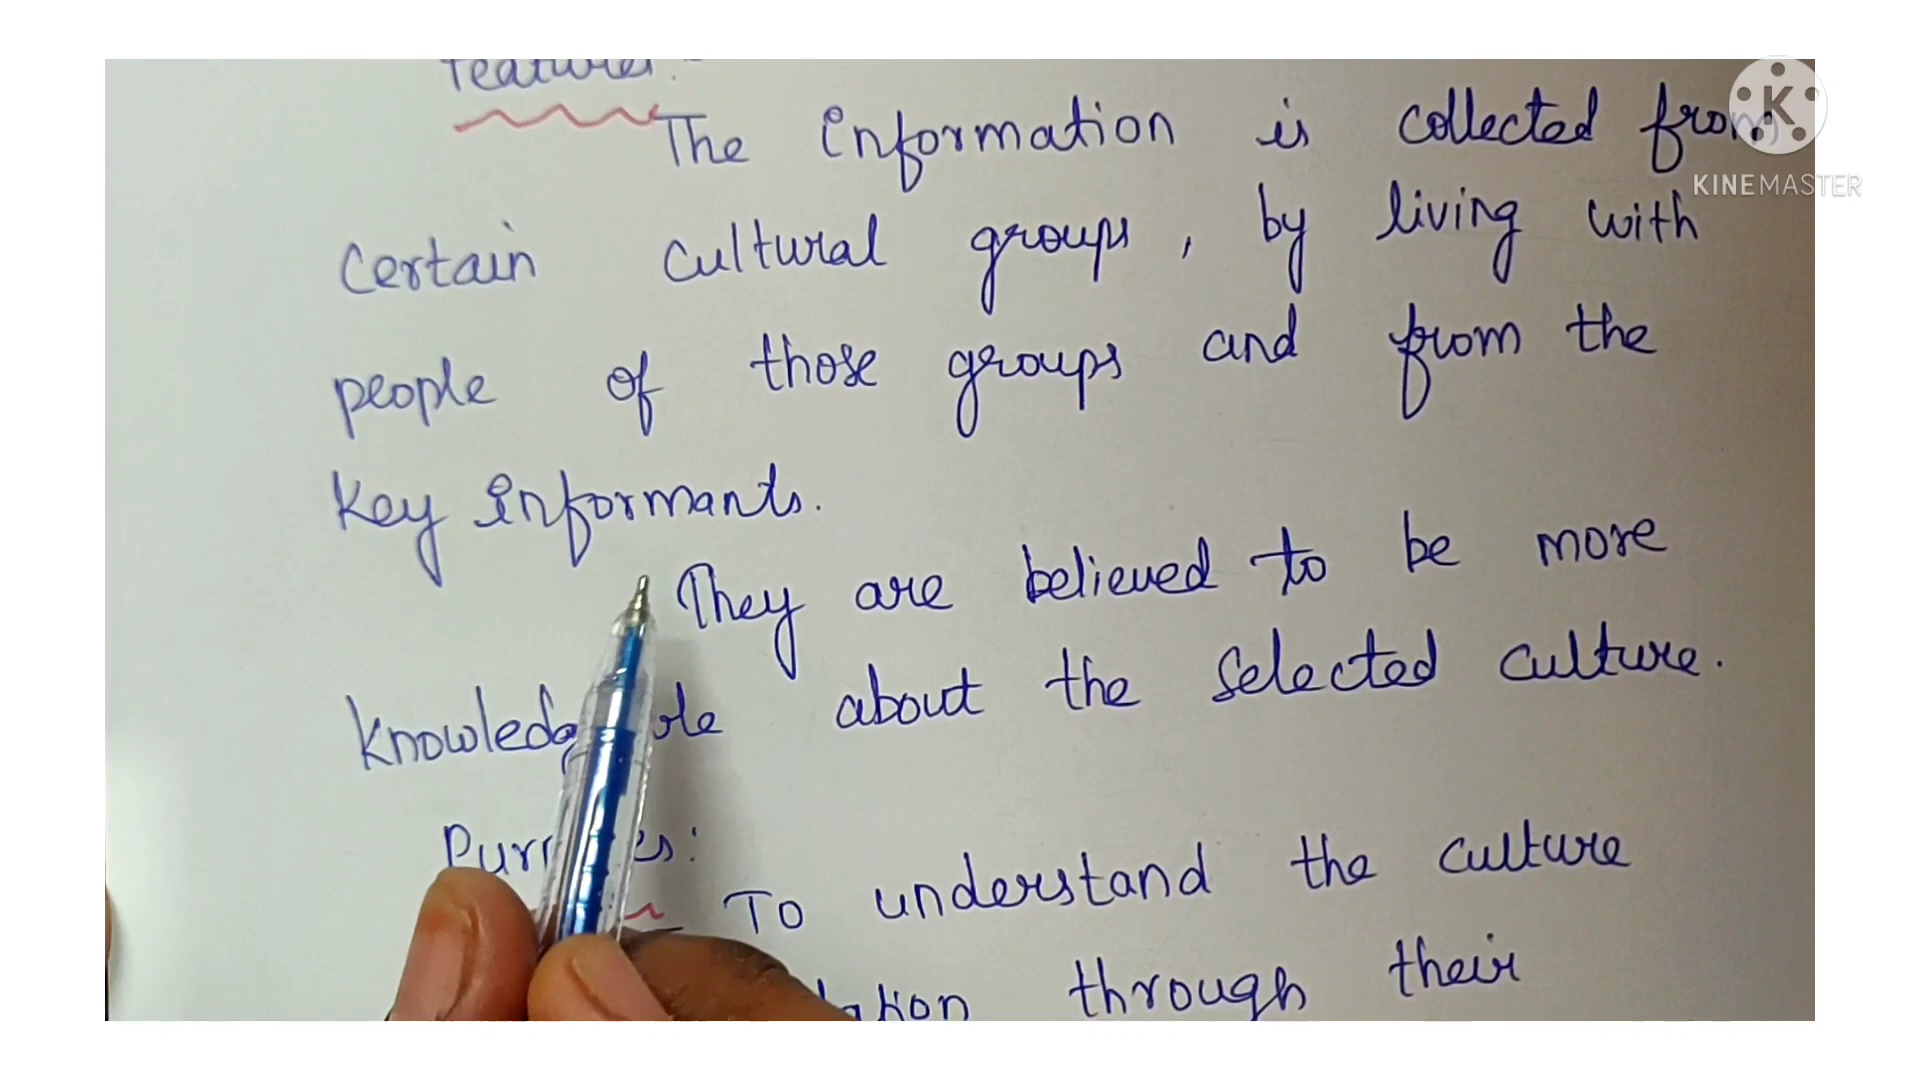 Features:-
The Information is collected from
certain cultural groups, by living with
people of those groups and from the
Key Informants.
They are believed to be more
about the selected culture.
To understand the culture
through their
KINEMASTER